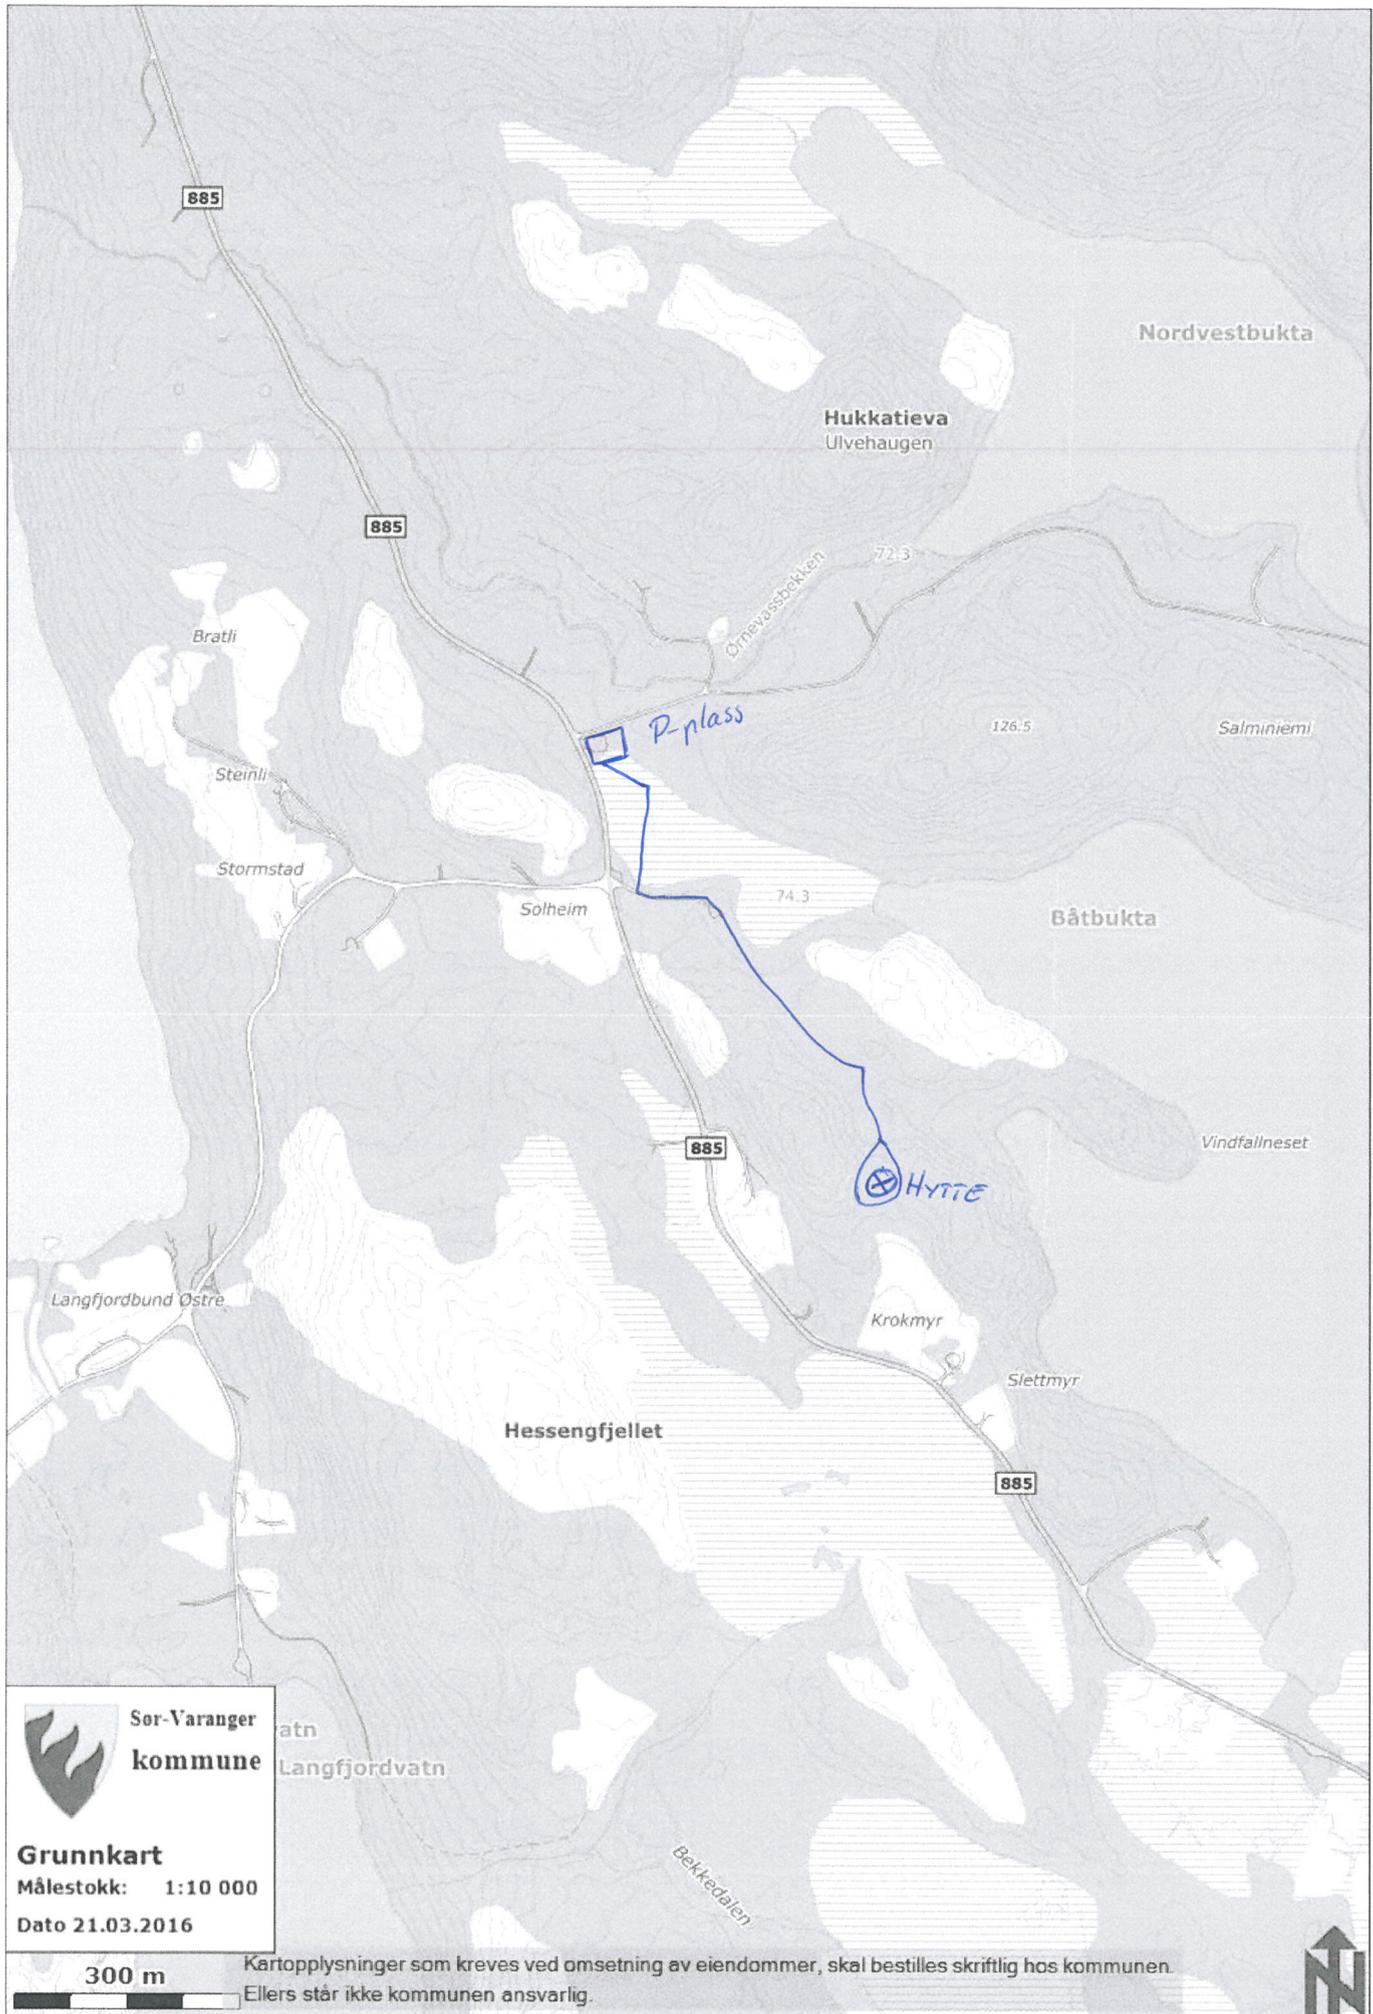 885
Nordvestbukta
Hukkatieva
Ulvehaugen
885
72.3
Ørnevassbekken
Bratli
P-plass
126.5
Salminiemi
Steinli
Stormstad
74.3
Solheim
Båtbukta
885
Vindfallneset
HYTTE
Langfjordbund Østre
Krokmyr
Slettmyr
Hessengfjellet
885
Sør-Varanger
kommune
atn
Langfjordvatn
Grunnkart
Målestokk: 1:10 000
Dato 21.03.2016
Bekkedalen
300 m
Kartopplysninger som kreves ved omsetning av eiendommer, skal bestilles skriftlig hos kommunen.
Ellers står ikke kommunen ansvarlig.
N